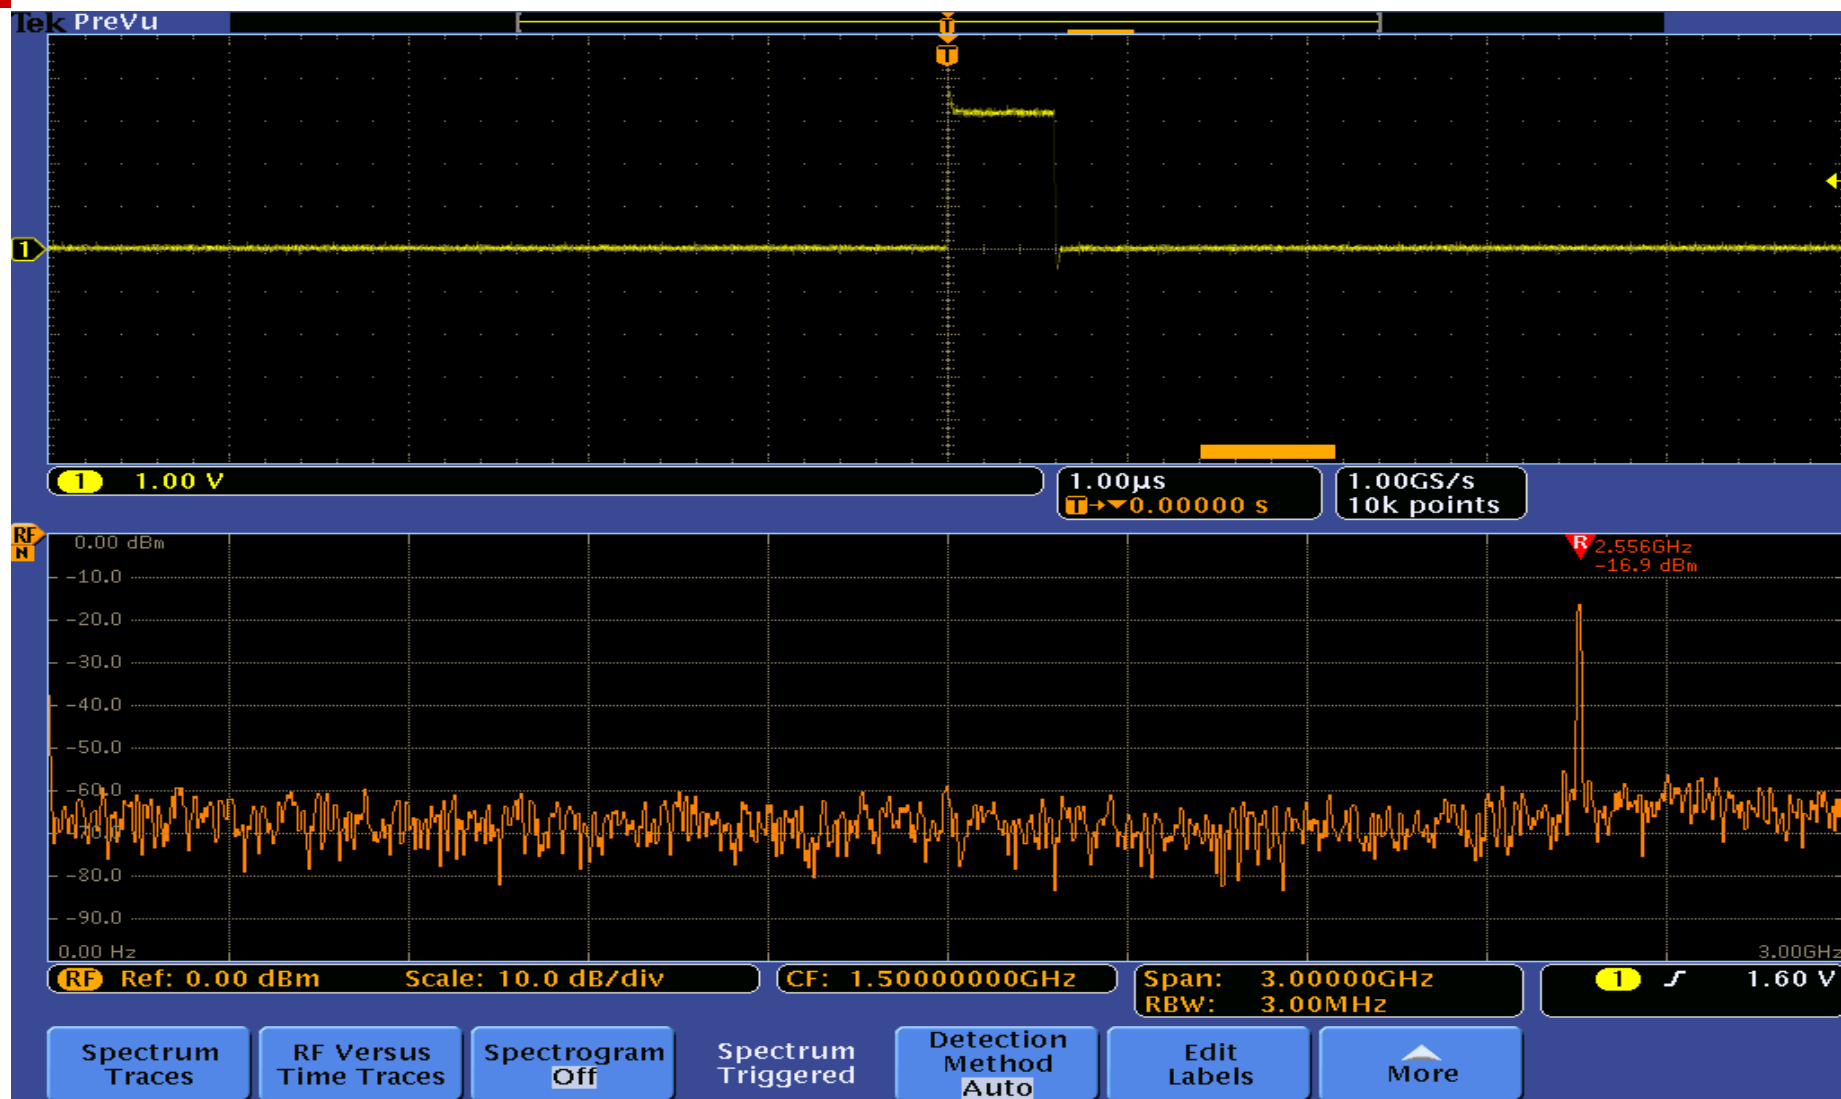 Tek PreVu
T
T
1
1 1.00 V
1.00µs
T→▼0.00000 s
1.00GS/s
10k points
RF
N
0.00 dBm
R 2.556GHz
-16.9 dBm
-10.0
-20.0
-30.0
-40.0
-50.0
-60.0
-70.0
-80.0
-90.0
0.00 Hz
3.00GHz
RF Ref: 0.00 dBm Scale: 10.0 dB/div
CF: 1.50000000GHz
Span: 3.00000GHz
RBW: 3.00MHz
1 1.60 V
Spectrum
Traces
RF Versus
Time Traces
Spectrogram
Off
Spectrum
Triggered
Detection
Method
Auto
Edit
Labels
More